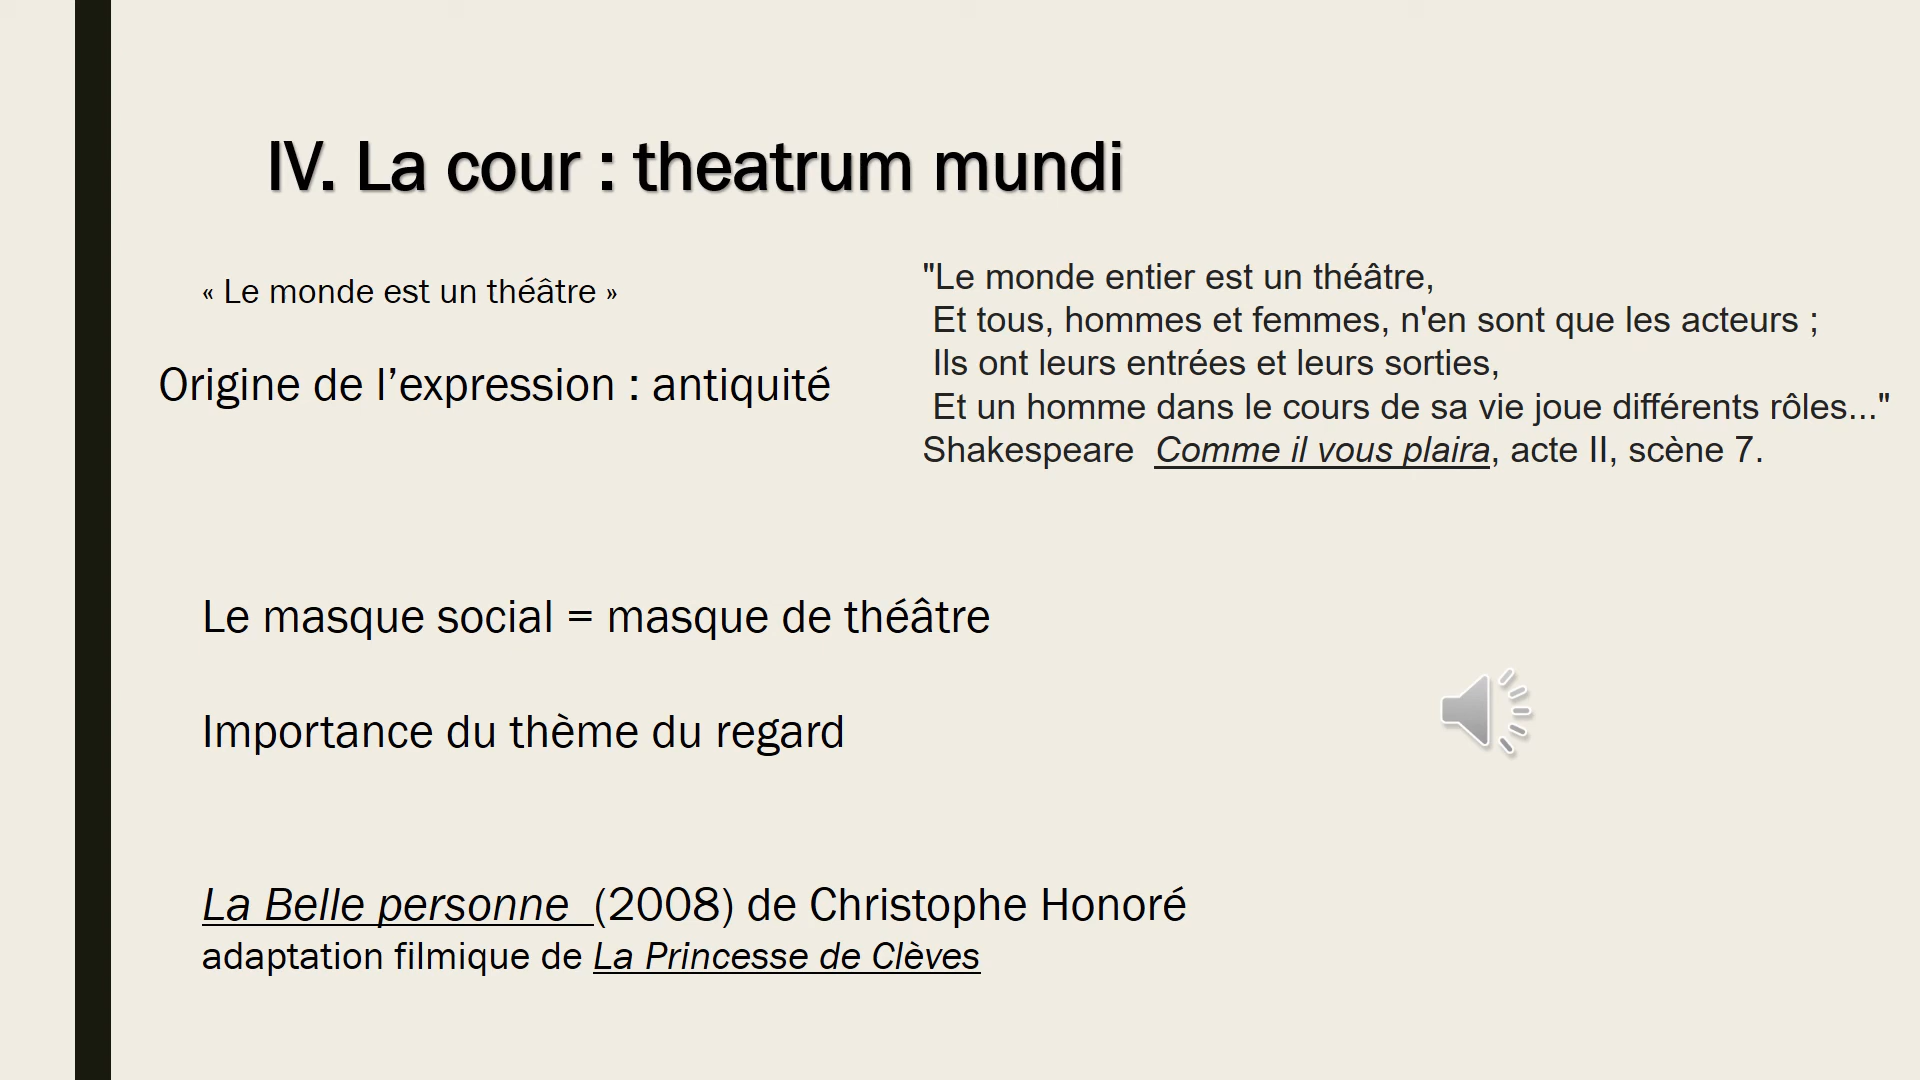 IV. La cour : theatrum mundi
« Le monde est un théâtre »
Origine de l’expression : antiquité
"Le monde entier est un théâtre,
Et tous, hommes et femmes, n'en sont que les acteurs ;
Ils ont leurs entrées et leurs sorties,
Et un homme dans le cours de sa vie joue différents rôles..."
Shakespeare Comme il vous plaira, acte II, scène 7.
Le masque social = masque de théâtre
Importance du thème du regard
La Belle personne (2008) de Christophe Honoré
adaptation filmique de La Princesse de Clèves